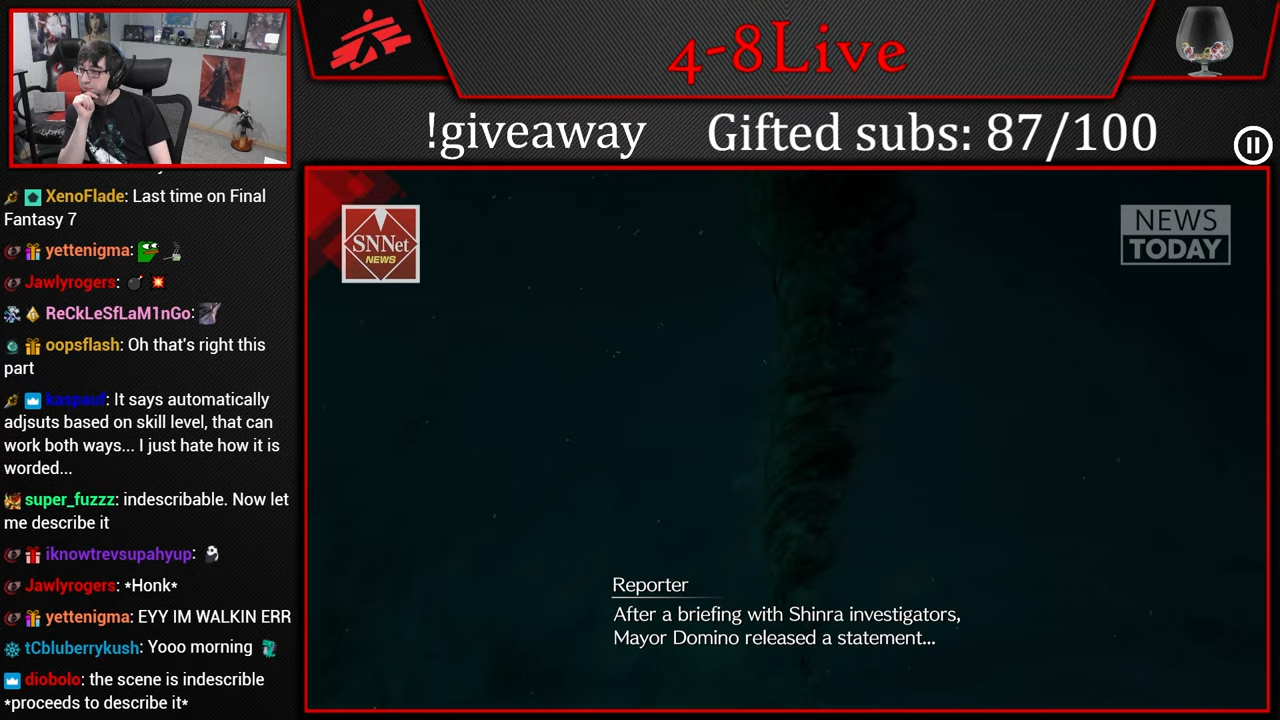 4-8Live
!giveaway
Gifted subs: 87/100
XenoFlade: Last time on Final
Fantasy 7
yettenigma:
Jawlyrogers:
ReCkLeSfLaM1nGo:
oopsflash: Oh that's right this
part
kaspauf: It says automatically
adjsuts based on skill level, that can
work both ways... I just hate how it is
worded...
super_fuzzz: indescribable. Now let
me describe it
iknowtrevsupahyup:
Jawlyrogers: *Honk*
yettenigma: EYY IM WALKIN ERR
tCbluberrykush: Yooo morning
diobolo: the scene is indescrible
*proceeds to describe it*
SNNet
NEWS
NEWS
TODAY
Reporter
After a briefing with Shinra investigators,
Mayor Domino released a statement...